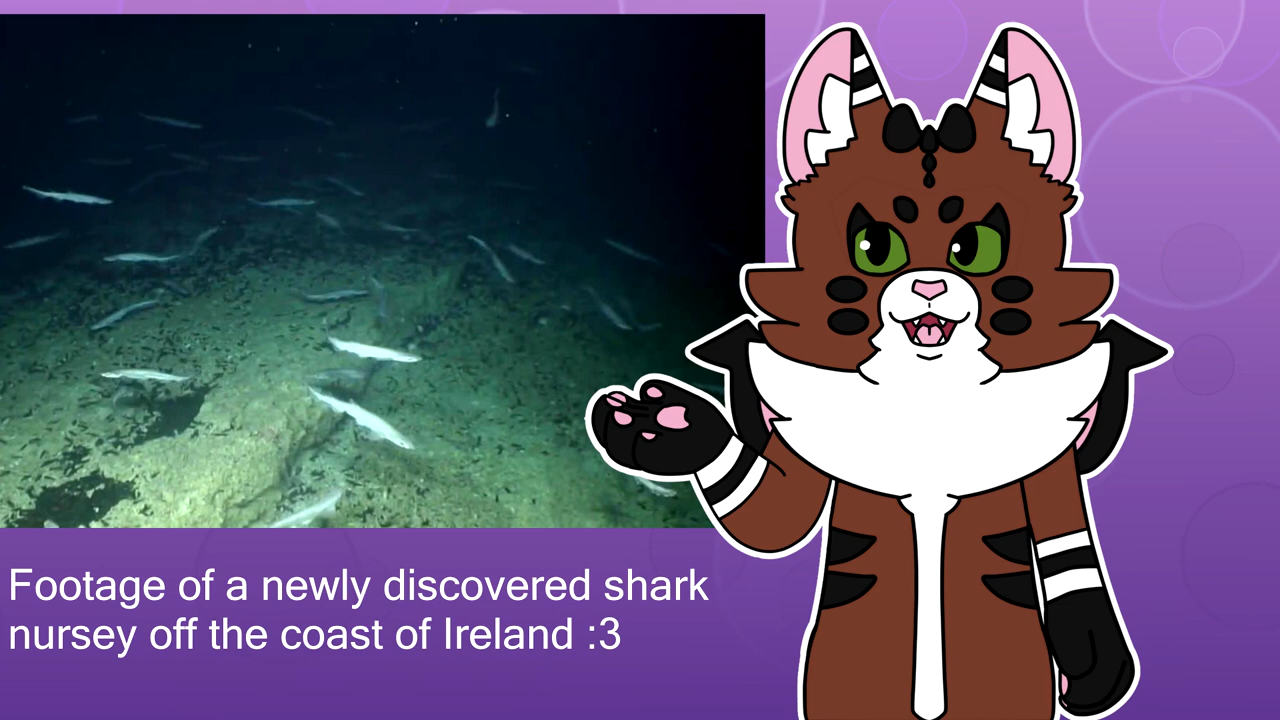 Footage of a newly discovered shark
nursey off the coast of Ireland :3